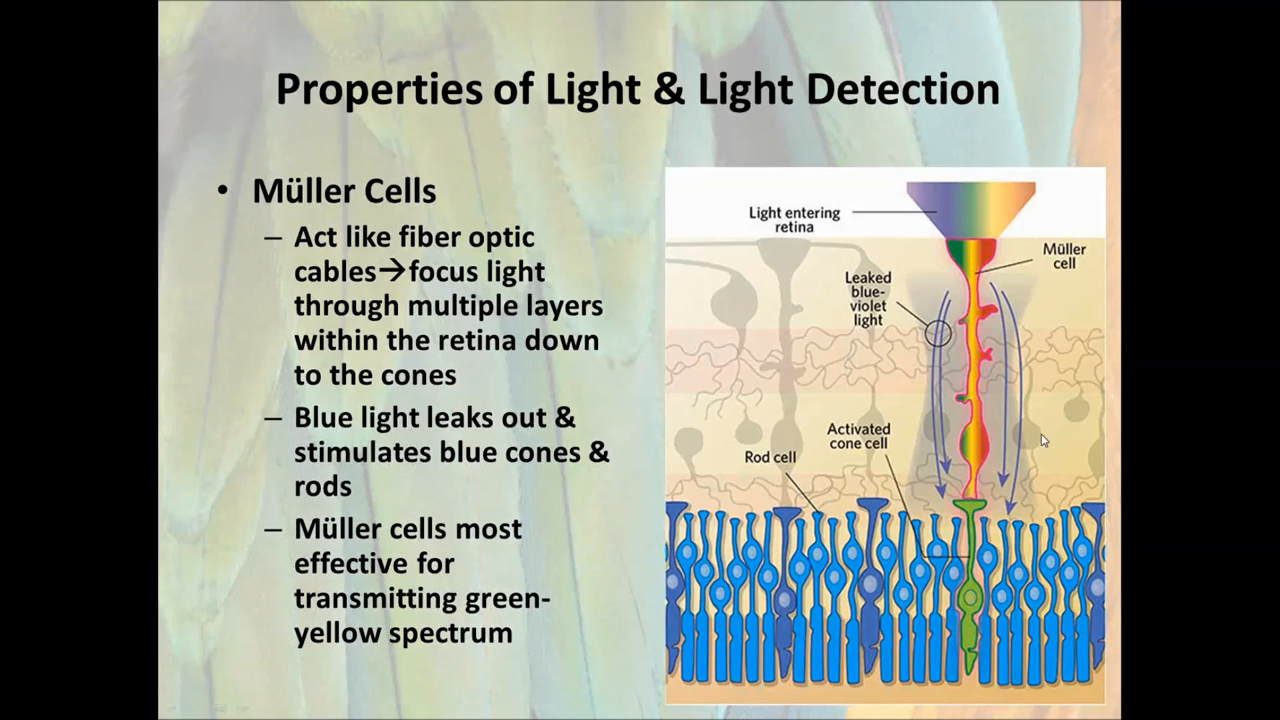 Properties of Light & Light Detection
• Müller Cells
– Act like fiber optic
cables→focus light
through multiple layers
within the retina down
to the cones
– Blue light leaks out &
stimulates blue cones &
rods
– Müller cells most
effective for
transmitting green-
yellow spectrum
Light entering
retina
Müller
cell
Leaked
blue-
violet
light
Activated
cone cell
Rod cell